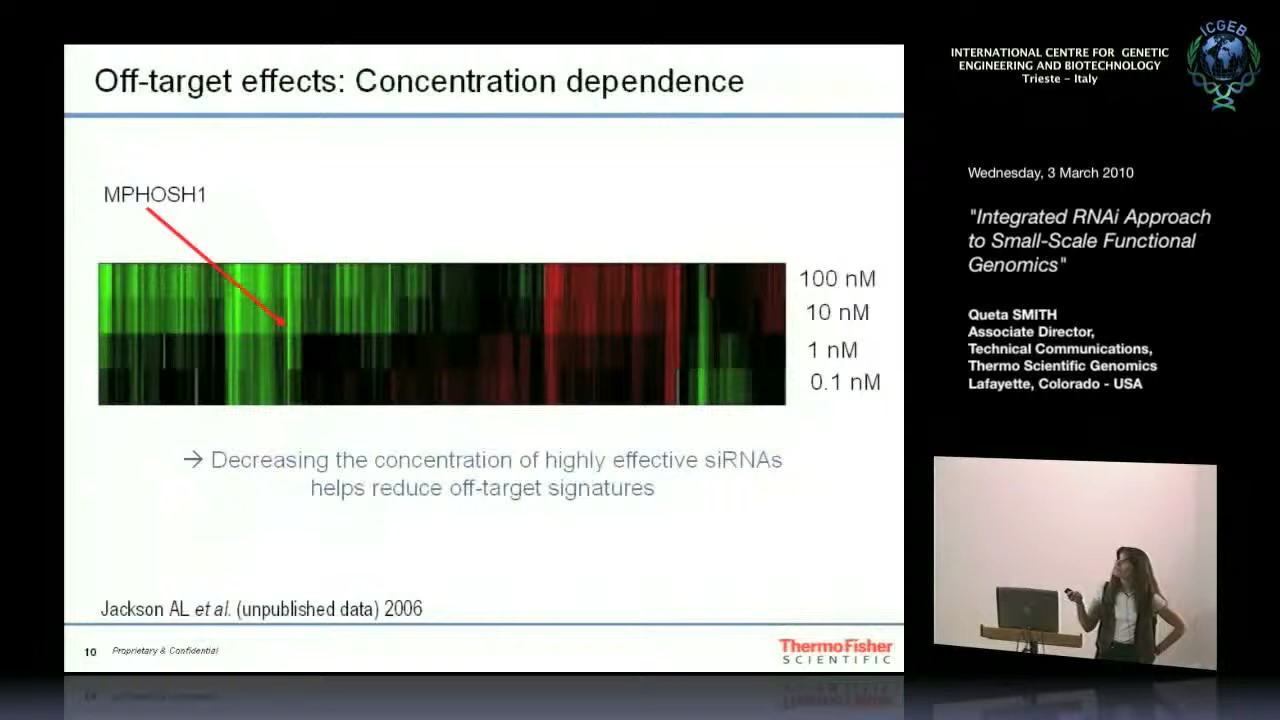 Off-target effects: Concentration dependence
MPHOSH1
100 nM
10 nM
1 nM
0.1 nM
→ Decreasing the concentration of highly effective siRNAs
helps reduce off-target signatures
Jackson AL et al. (unpublished data) 2006
10 Proprietary & Confidential
ThermoFisher
SCIENTIFIC
INTERNATIONAL CENTRE FOR GENETIC
ENGINEERING AND BIOTECHNOLOGY
Trieste – Italy
ICGEB
Wednesday, 3 March 2010
"Integrated RNAi Approach
to Small-Scale Functional
Genomics"
Queta SMITH
Associate Director,
Technical Communications,
Thermo Scientific Genomics
Lafayette, Colorado - USA